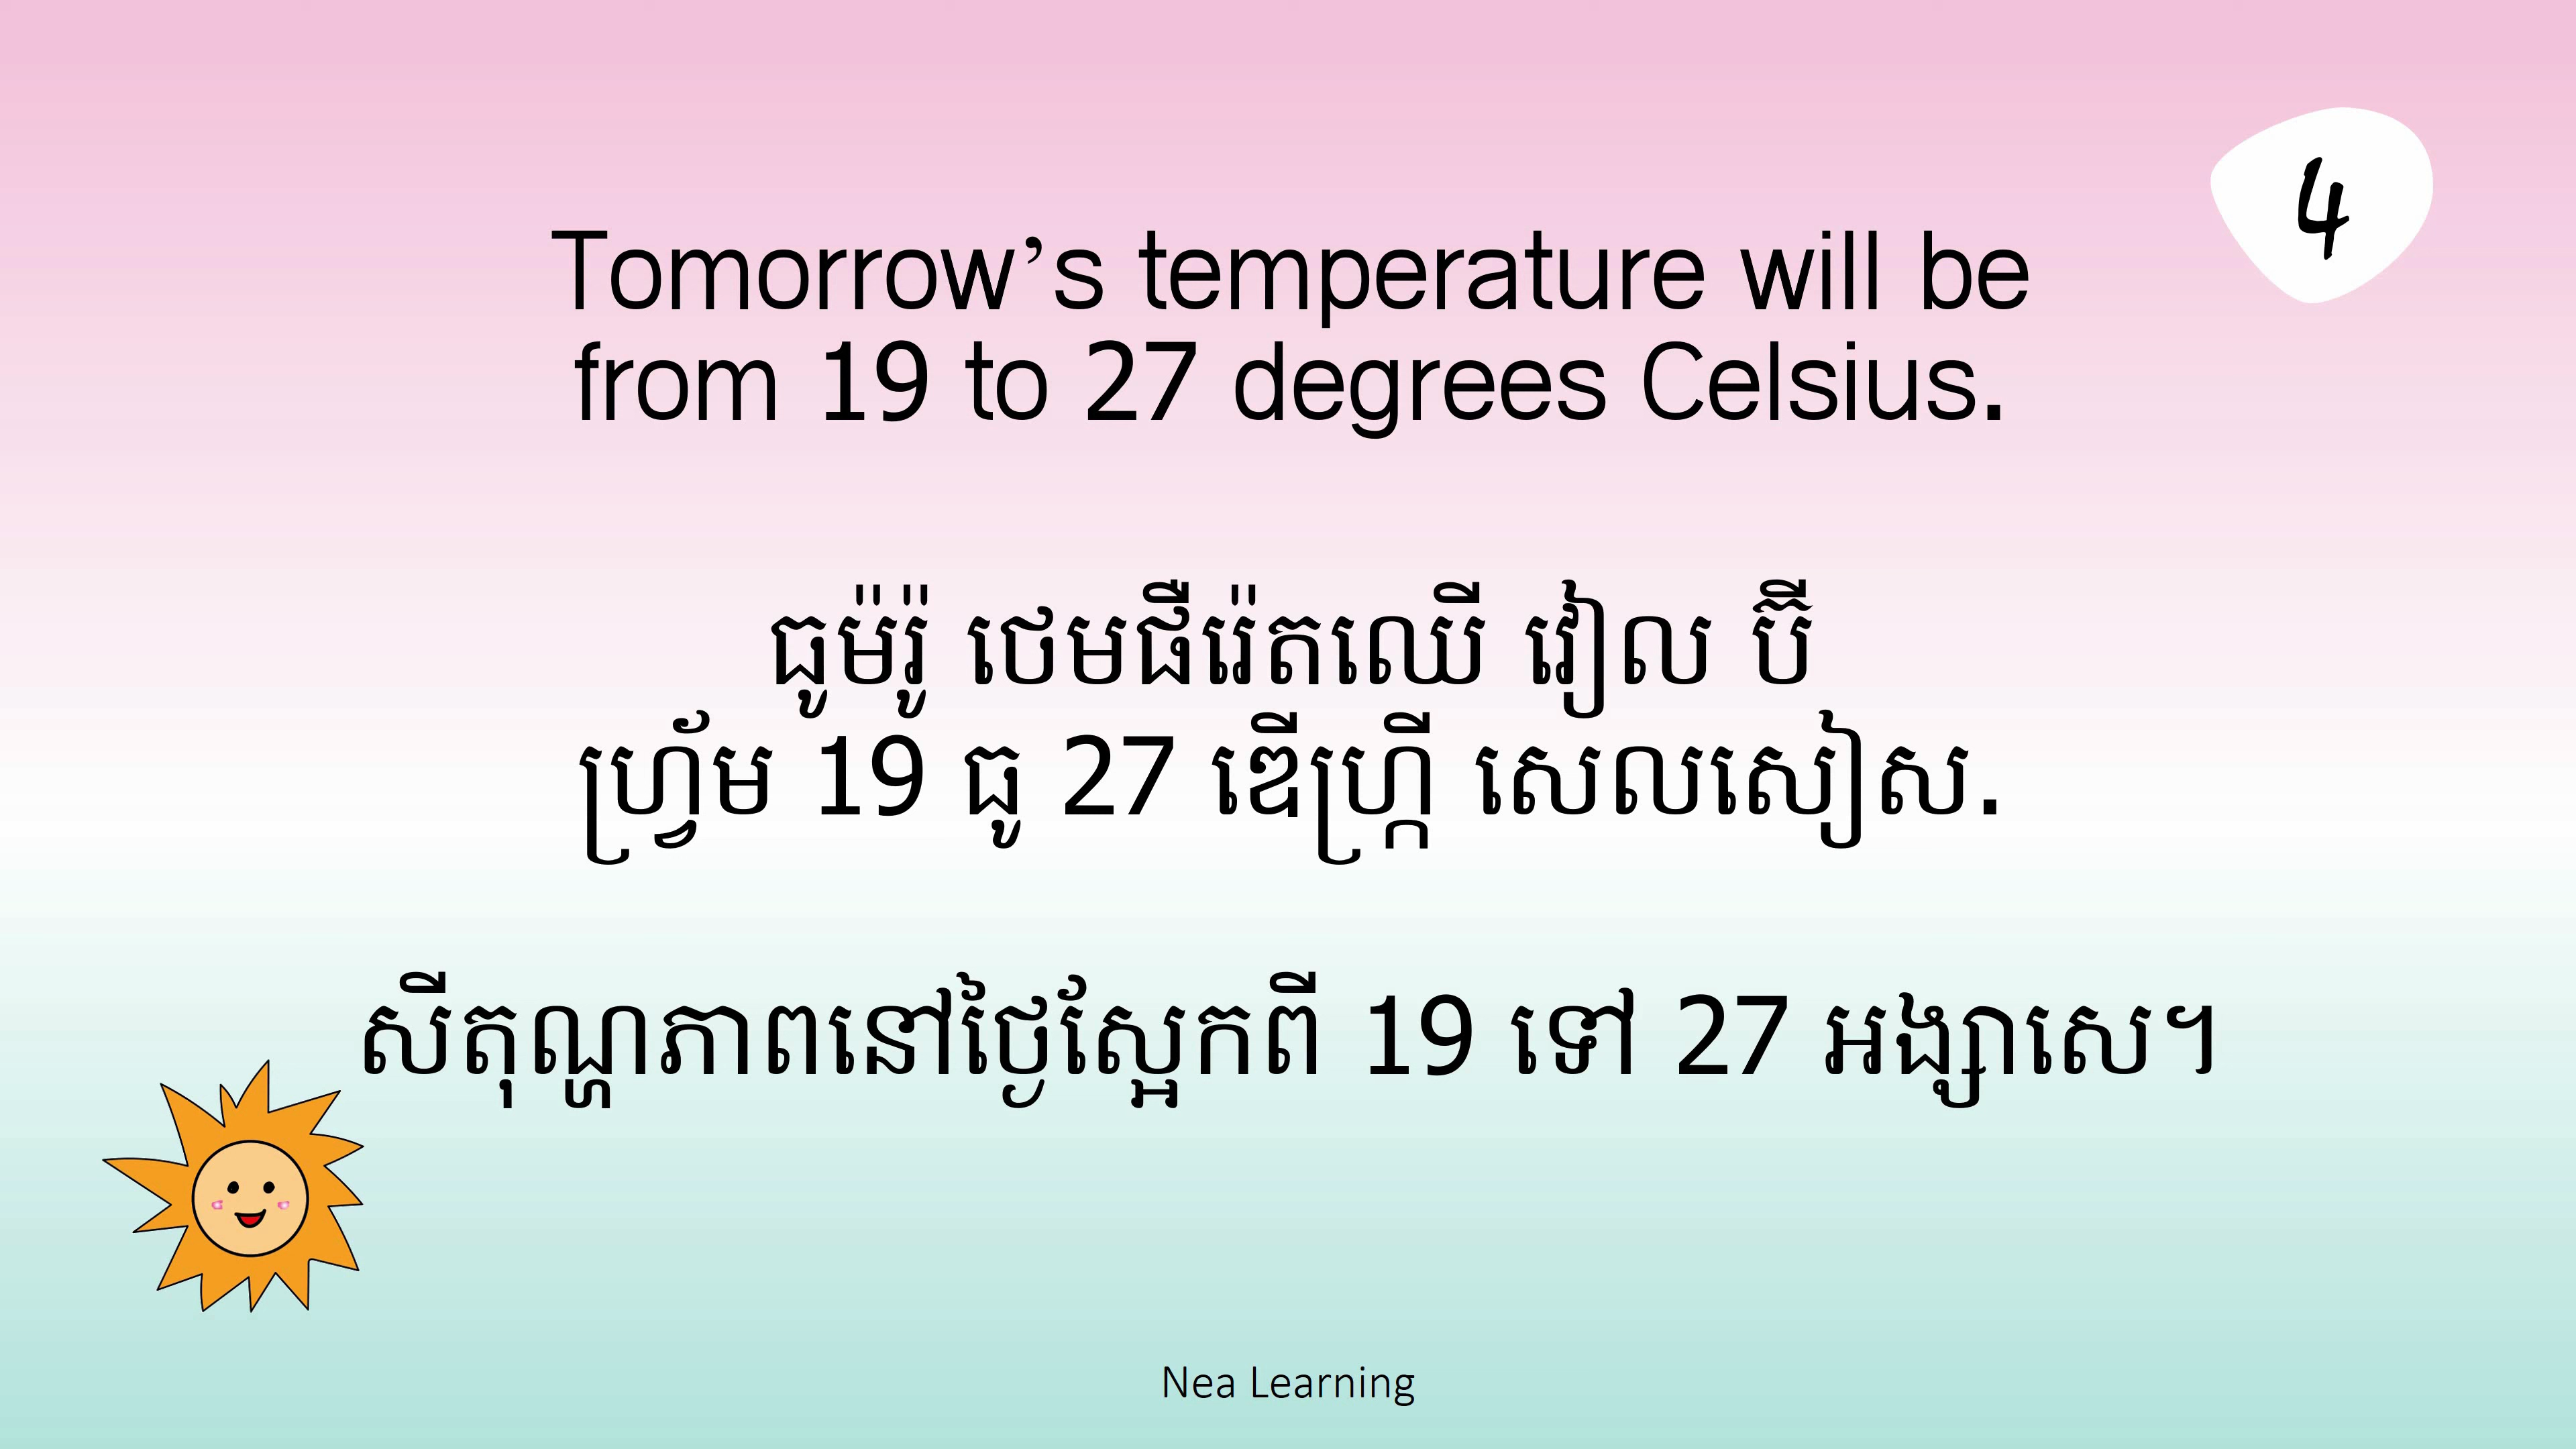 4
Tomorrow’s temperature will be
from 19 to 27 degrees Celsius.
ធូម៉រ៉ូ ថេមផឺរ៉េតឈើ វៀល ប៊ី
ហ្វ្រ័ម 19 ធូ 27 ឌើហ្គ្រី សេលសៀស.
សីតុណ្ហភាពនៅថ្ងៃស្អែកពី 19 ទៅ 27 អង្សាសេ។
Nea Learning